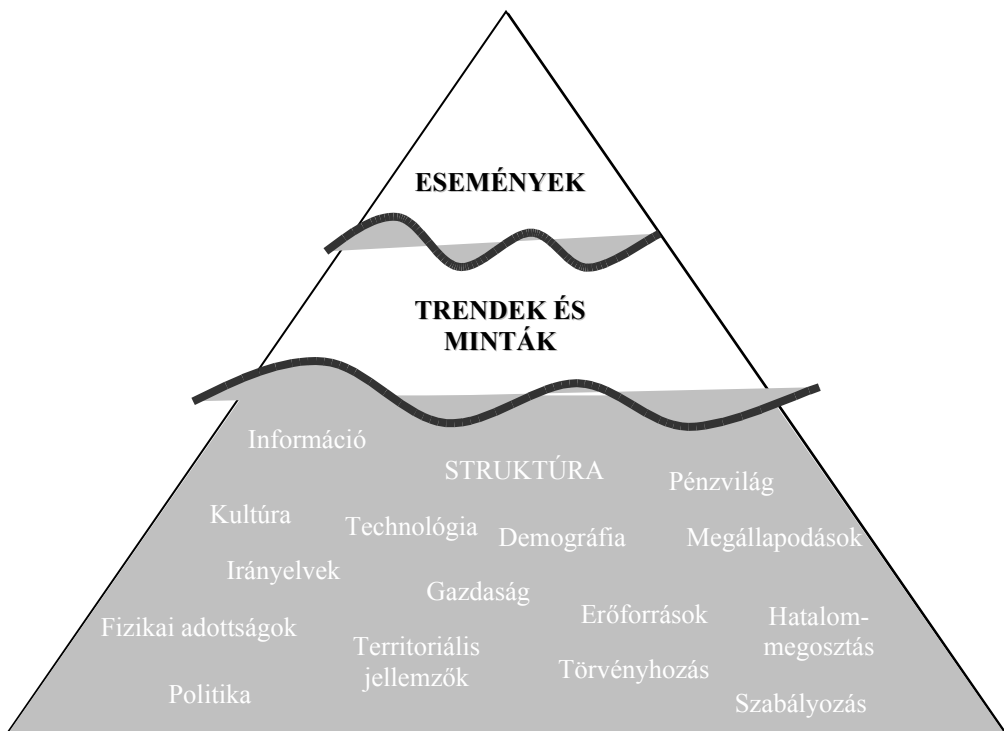 ESEMÉNYEK
TRENDEK ÉS
MINTÁK
Információ
STRUKTÚRA
Pénzvilág
Kultúra
Technológia
Demográfia
Megállapodások
Irányelvek
Gazdaság
Erőforrások
Hatalom-
megosztás
Fizikai adottságok
Territoriális
jellemzők
Törvényhozás
Politika
Szabályozás